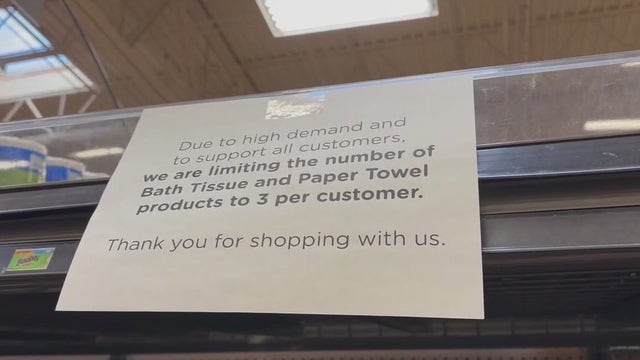 Due to high demand and
to support all customers,
we are limiting the number of
Bath Tissue and Paper Towel
products to 3 per customer.
Thank you for shopping with us.